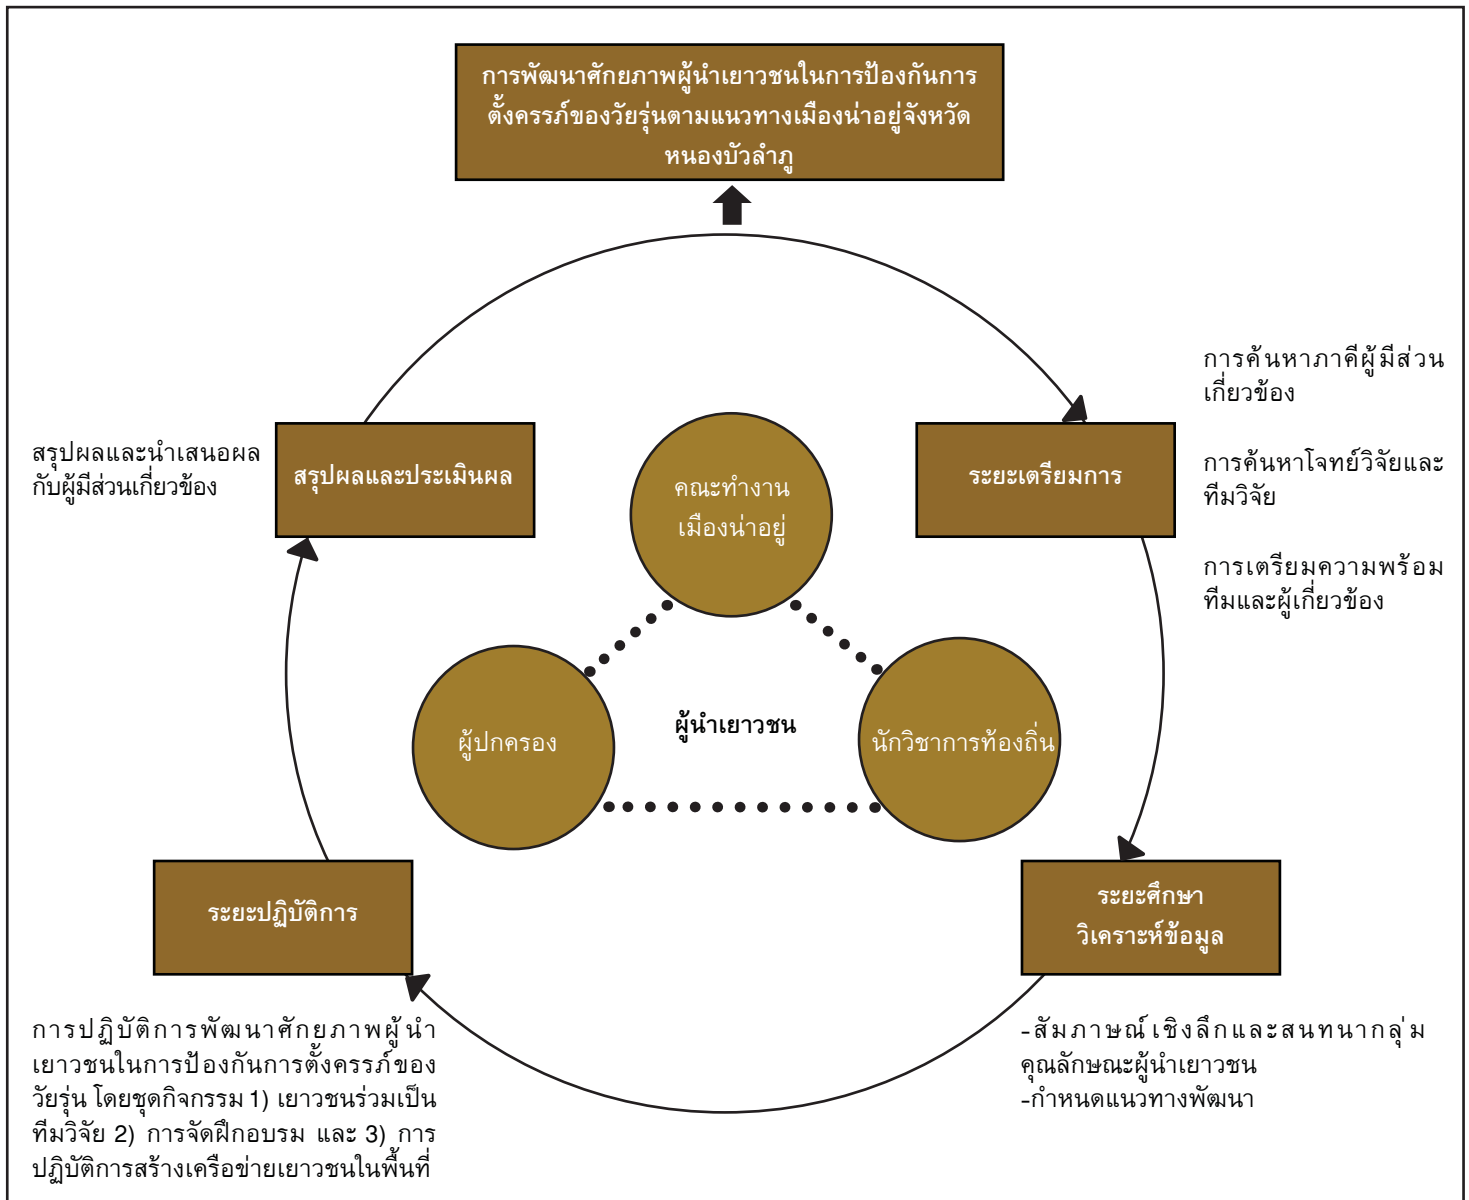 การพัฒนาศักยภาพผู้นำเยาวชนในการป้องกันการ
ตั้งครรภ์ของวัยรุ่นตามแนวทางเมืองน่าอยู่จังหวัด
หนองบัวลำภู
การค้นหาภาคีผู้มีส่วน
เกี่ยวข้อง
การค้นหาโจทย์วิจัยและ
ทีมวิจัย
การเตรียมความพร้อม
ทีมและผู้เกี่ยวข้อง
สรุปผลและนำเสนอผล
กับผู้มีส่วนเกี่ยวข้อง
สรุปผลและประเมินผล
คณะทำงาน
เมืองน่าอยู่
ระยะเตรียมการ
ผู้ปกครอง
ผู้นำเยาวชน
นักวิชาการท้องถิ่น
ระยะปฏิบัติการ
ระยะศึกษา
วิเคราะห์ข้อมูล
การปฏิบัติการพัฒนาศักยภาพผู้นำ
เยาวชนในการป้องกันการตั้งครรภ์ของ
วัยรุ่น โดยชุดกิจกรรม 1) เยาวชนร่วมเป็น
ทีมวิจัย 2) การจัดฝึกอบรม และ 3) การ
ปฏิบัติการสร้างเครือข่ายเยาวชนในพื้นที่
-สัมภาษณ์เชิงลึกและสนทนากลุ่ม
คุณลักษณะผู้นำเยาวชน
-กำหนดแนวทางพัฒนา